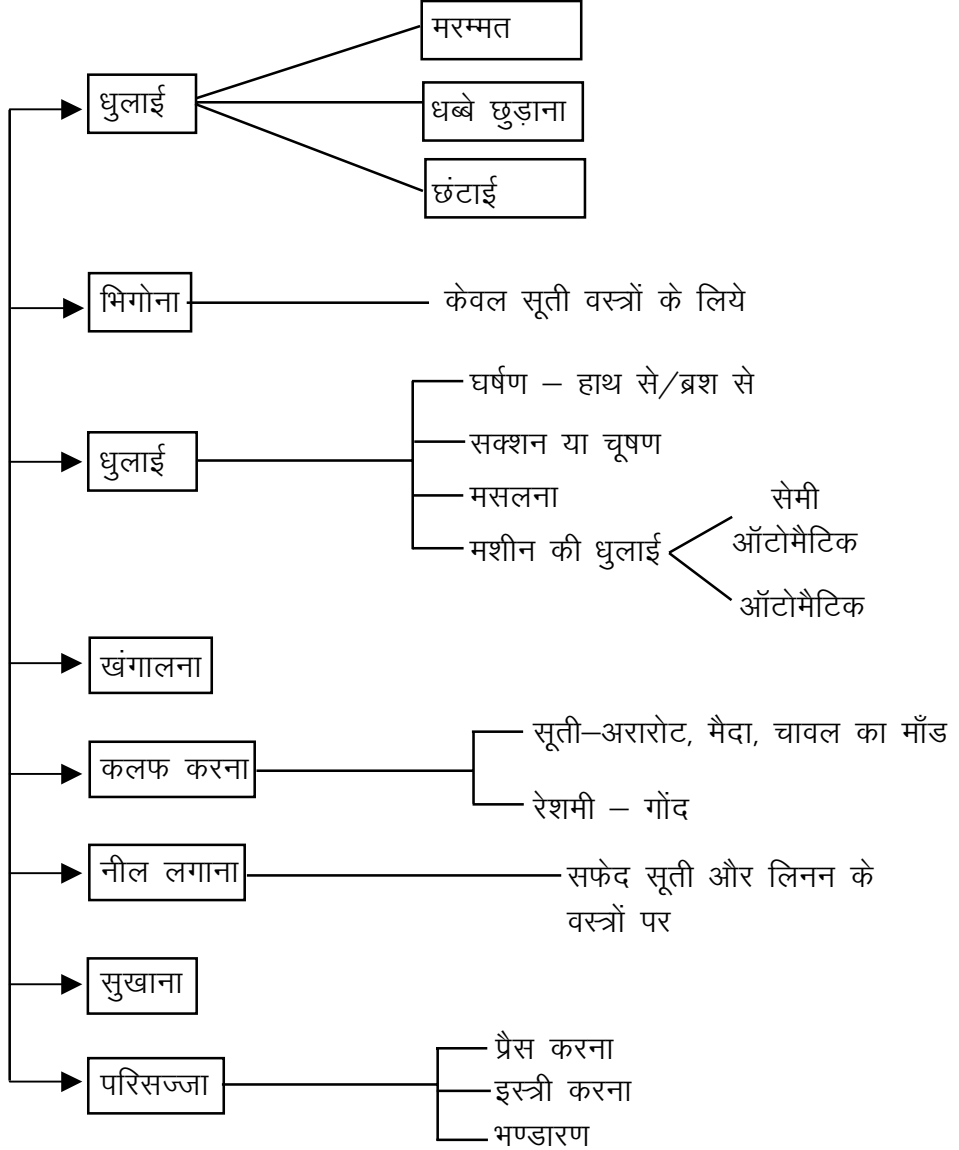 मरम्मत
धुलाई
धब्बे छुड़ाना
छंटाई
भिगोना
केवल सूती वस्त्रों के लिये
धुलाई
घर्षण – हाथ से/ब्रश से
सक्शन या चूषण
मसलना
मशीन की धुलाई
सेमी
ऑटोमैटिक
ऑटोमैटिक
खंगालना
कलफ करना
सूती–अरारोट, मैदा, चावल का माँड
रेशमी – गोंद
नील लगाना
सफेद सूती और लिनन के
वस्त्रों पर
सुखाना
परिसज्जा
प्रैस करना
इस्त्री करना
भण्डारण